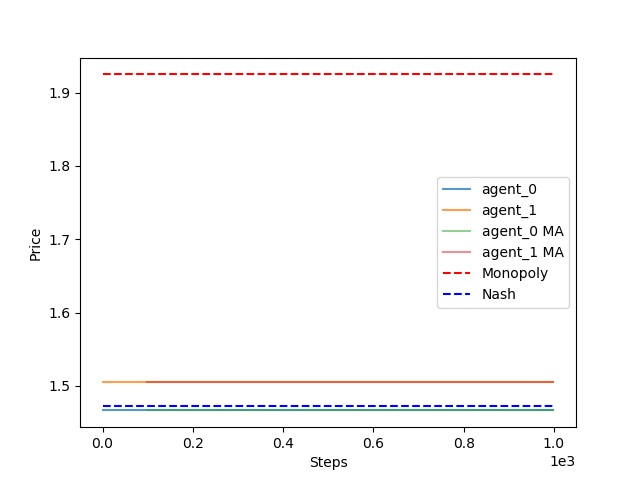 1.9
1.8
1.7
1.6
1.5
Price
agent_0
agent_1
agent_0 MA
agent_1 MA
Monopoly
Nash
0.0 0.2 0.4 0.6 0.8 1.0
Steps
1e3